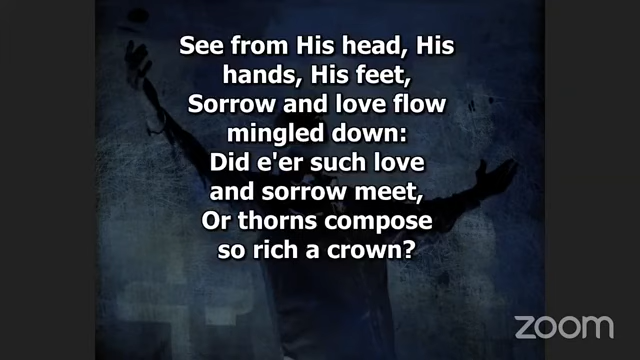 See from His head, His
hands, His feet,
Sorrow and love flow
mingled down:
Did e'er such love
and sorrow meet,
Or thorns compose
so rich a crown?
zoom